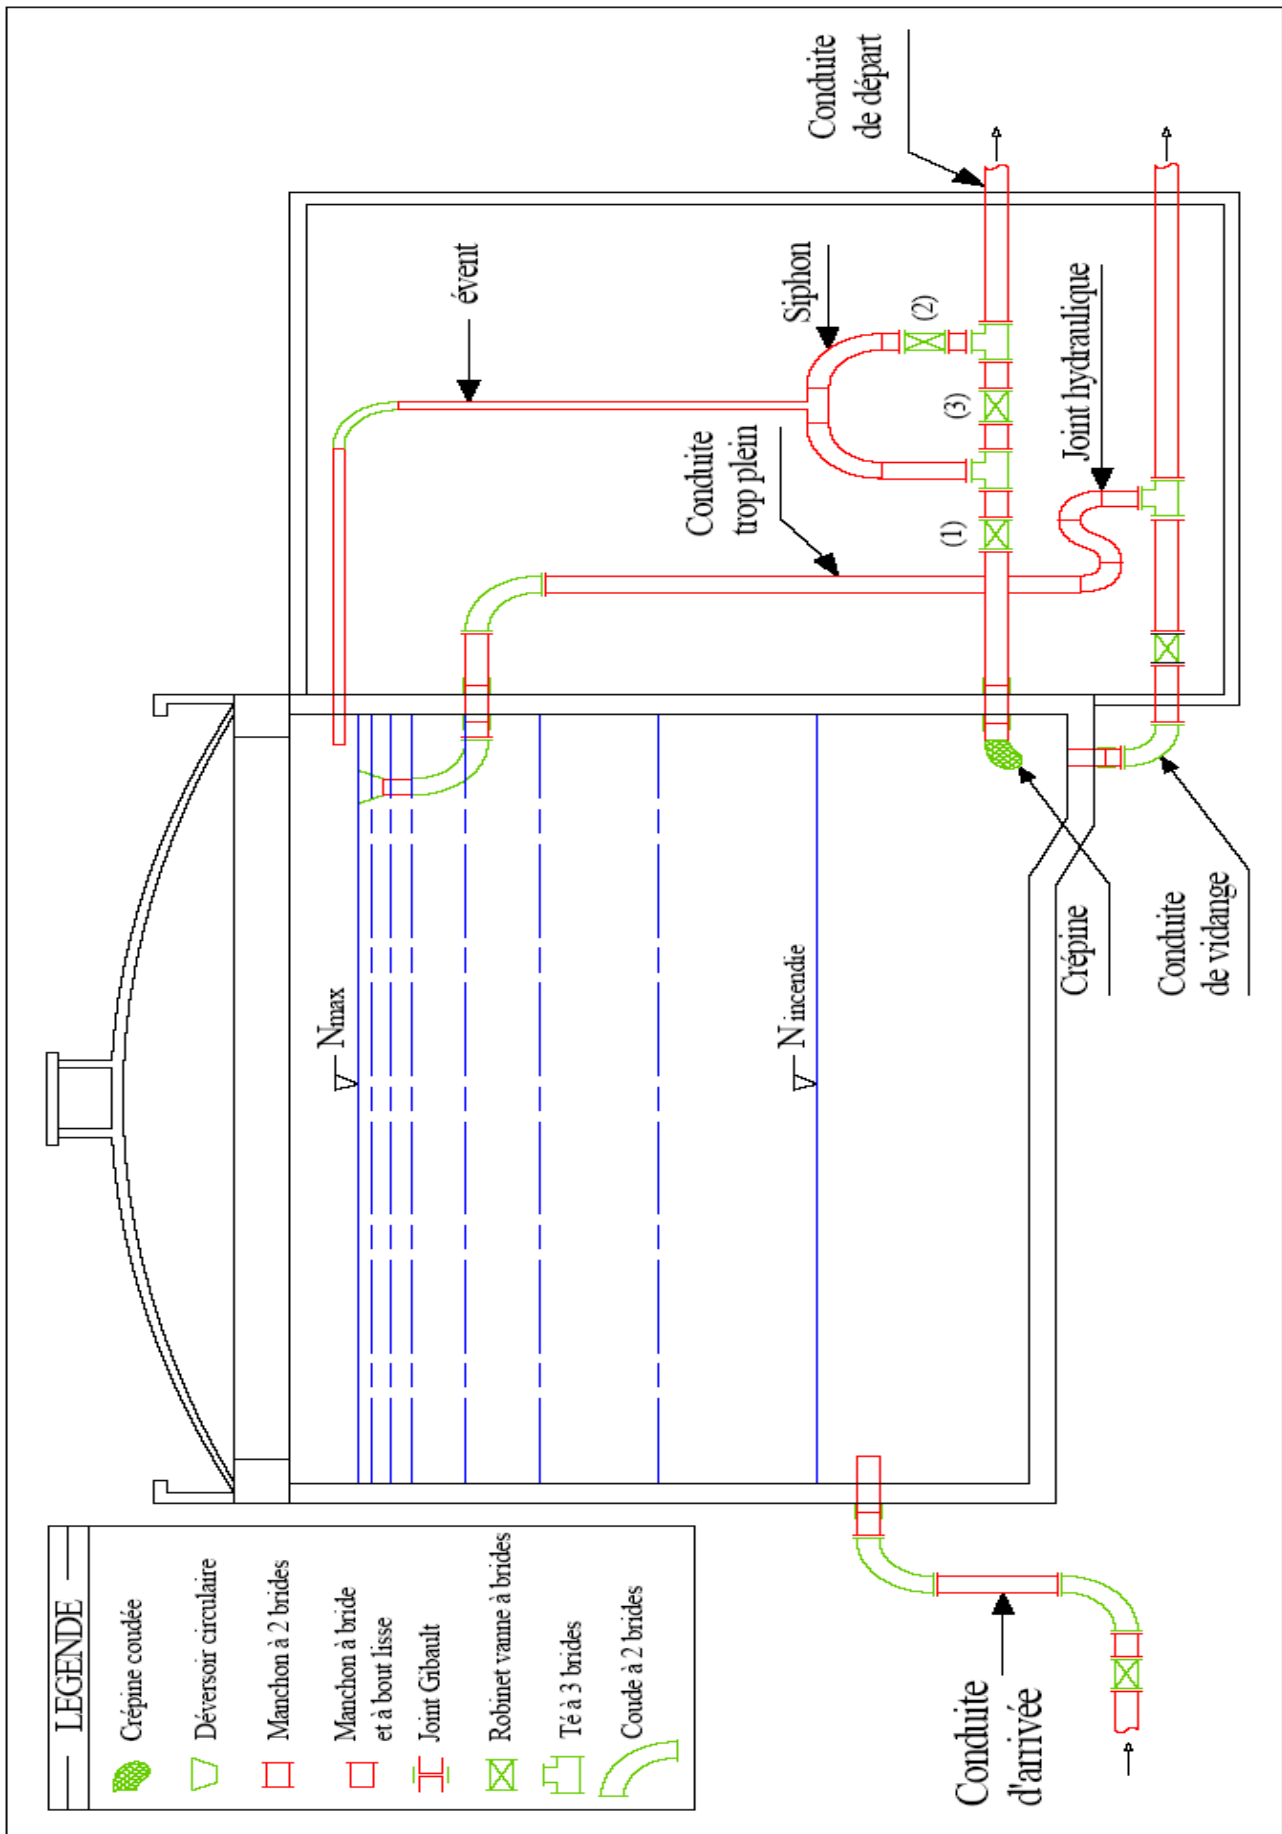 LEGENDE
Crépine coudée
Déversoir circulaire
Manchon à 2 brides
Manchon à bride
et à bout lisse
Joint Gibault
Robinet vanne à brides
Té à 3 brides
Coude à 2 brides
Conduite
d'arrivée
Nmax
N incendie
évent
Conduite
trop plein
Siphon
(1)
(3)
(2)
Conduite
de départ
Joint hydraulique
Crépine
Conduite
de vidange